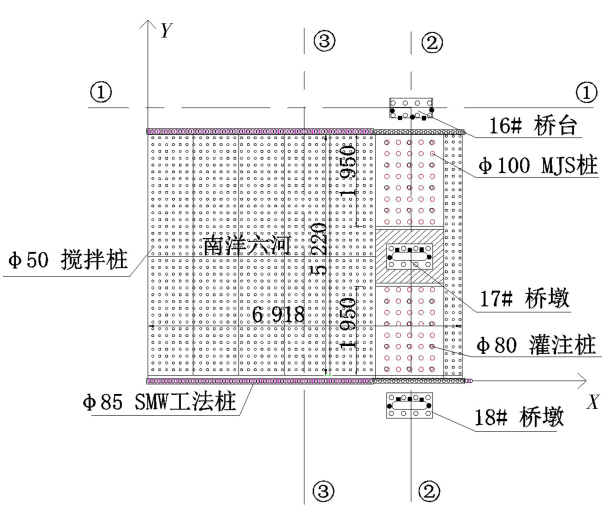 Y
③
②
①
①
16# 桥台
φ100 MJS桩
1 950
南洋六河
5 220
φ50 搅拌桩
17# 桥墩
6 918
1 950
φ80 灌注桩
X
φ85 SMW工法桩
18# 桥墩
③
②